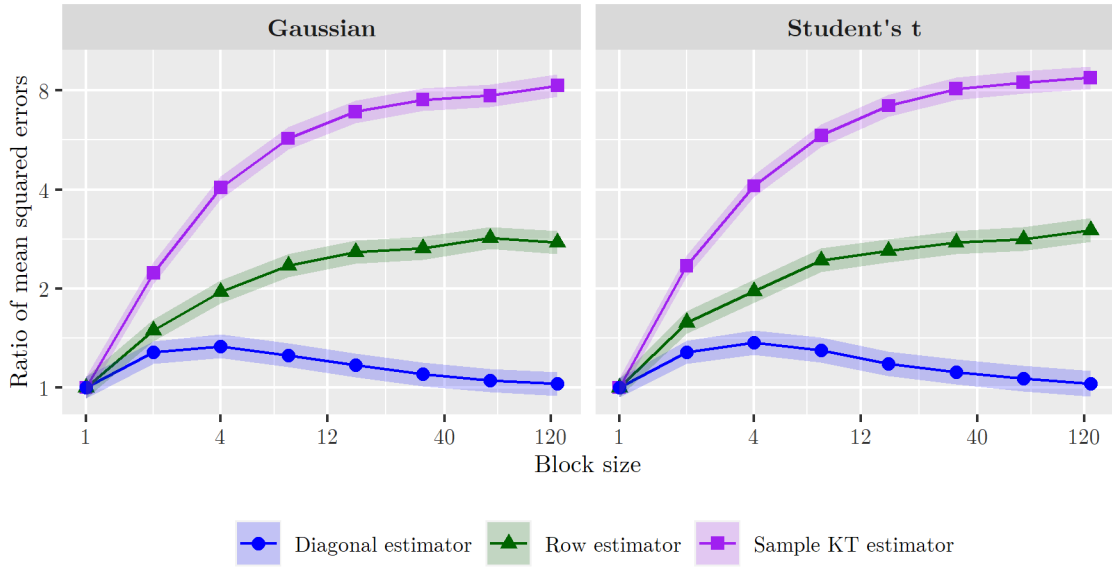 Gaussian
Student's t
Ratio of mean squared errors
8
4
2
1
1 4 12 40 120
1 4 12 40 120
Block size
Diagonal estimator Row estimator Sample KT estimator